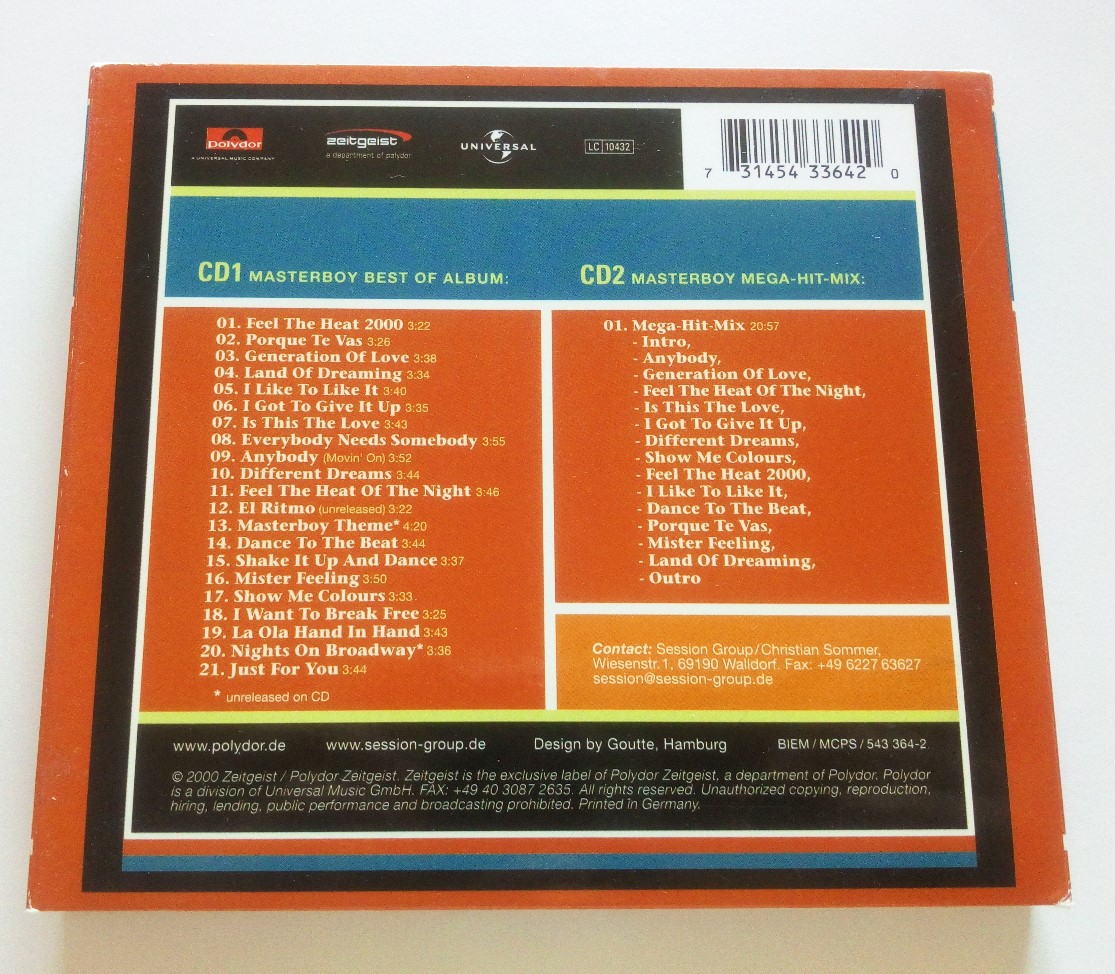 polydor
A UNIVERSAL MUSIC COMPANY
zeitgeist
a department of polydor
UNIVERSAL
LC 10432
7 31454 33642 0
CD1 MASTERBOY BEST OF ALBUM:
01. Feel The Heat 2000 3:22
02. Porque Te Vas 3:26
03. Generation Of Love 3:38
04. Land Of Dreaming 3:34
05. I Like To Like It 3:40
06. I Got To Give It Up 3:35
07. Is This The Love 3:43
08. Everybody Needs Somebody 3:55
09. Anybody (Movin' On) 3:52
10. Different Dreams 3:44
11. Feel The Heat Of The Night 3:46
12. El Ritmo (unreleased) 3:22
13. Masterboy Theme* 4:20
14. Dance To The Beat 3:44
15. Shake It Up And Dance 3:37
16. Mister Feeling 3:50
17. Show Me Colours 3:33
18. I Want To Break Free 3:25
19. La Ola Hand In Hand 3:43
20. Nights On Broadway* 3:36
21. Just For You 3:44
* unreleased on CD
CD2 MASTERBOY MEGA-HIT-MIX:
01. Mega-Hit-Mix 20:57
- Intro,
- Anybody,
- Generation Of Love,
- Feel The Heat Of The Night,
- Is This The Love,
- I Got To Give It Up,
- Different Dreams,
- Show Me Colours,
- Feel The Heat 2000,
- I Like To Like It,
- Dance To The Beat,
- Porque Te Vas,
- Mister Feeling,
- Land Of Dreaming,
- Outro
Contact: Session Group/Christian Sommer,
Wiesenstr.1, 69190 Walldorf. Fax: +49 6227 63627
session@session-group.de
www.polydor.de www.session-group.de Design by Goutte, Hamburg BIEM / MCPS / 543 364-2
© 2000 Zeitgeist / Polydor Zeitgeist. Zeitgeist is the exclusive label of Polydor Zeitgeist, a department of Polydor. Polydor
is a division of Universal Music GmbH. FAX: +49 40 3087 2635. All rights reserved. Unauthorized copying, reproduction,
hiring, lending, public performance and broadcasting prohibited. Printed in Germany.